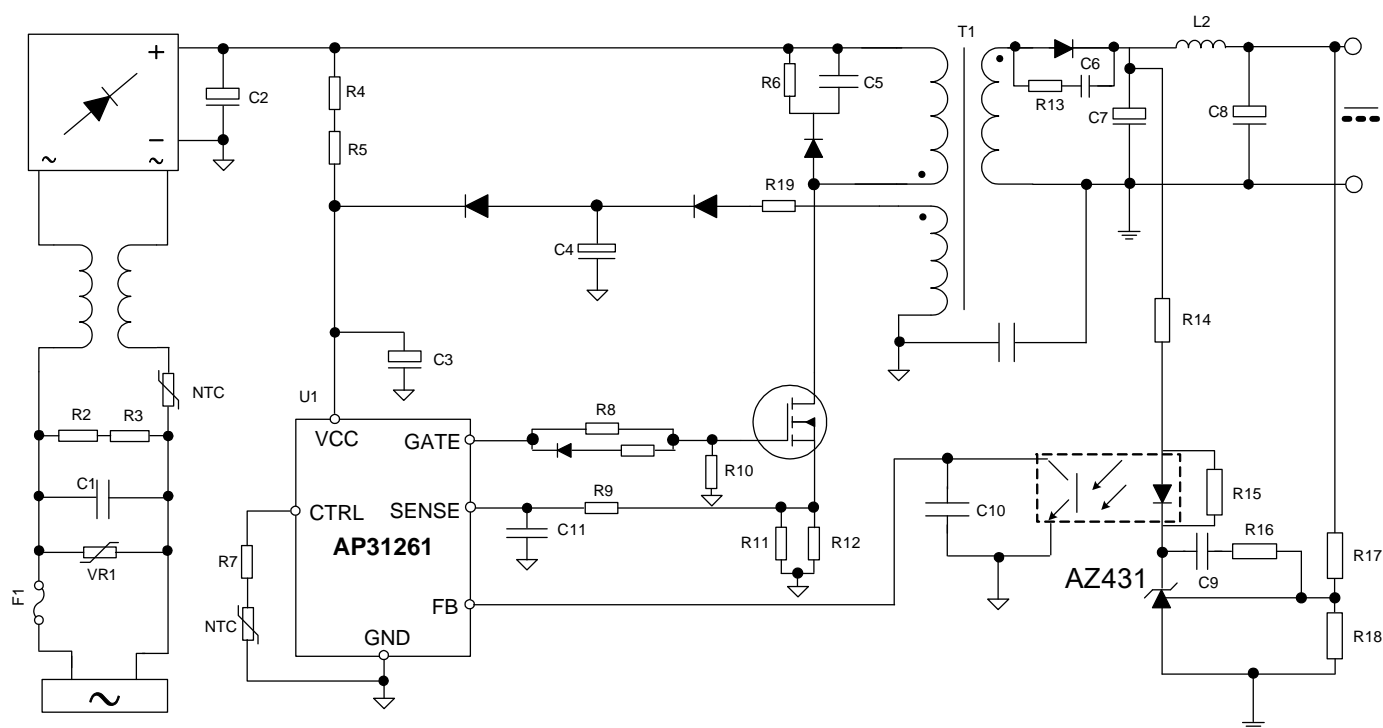 T1
L2
+
C2
R4
R6
C5
C6
R13
C7
C8
−
~
~
R5
R19
C4
R14
C3
NTC
U1
R2
R3
VCC
GATE
R8
R10
C1
CTRL
SENSE
R9
C11
C10
R15
R16
AP31261
R11
R12
R7
VR1
C9
R17
AZ431
F1
FB
NTC
GND
R18
~